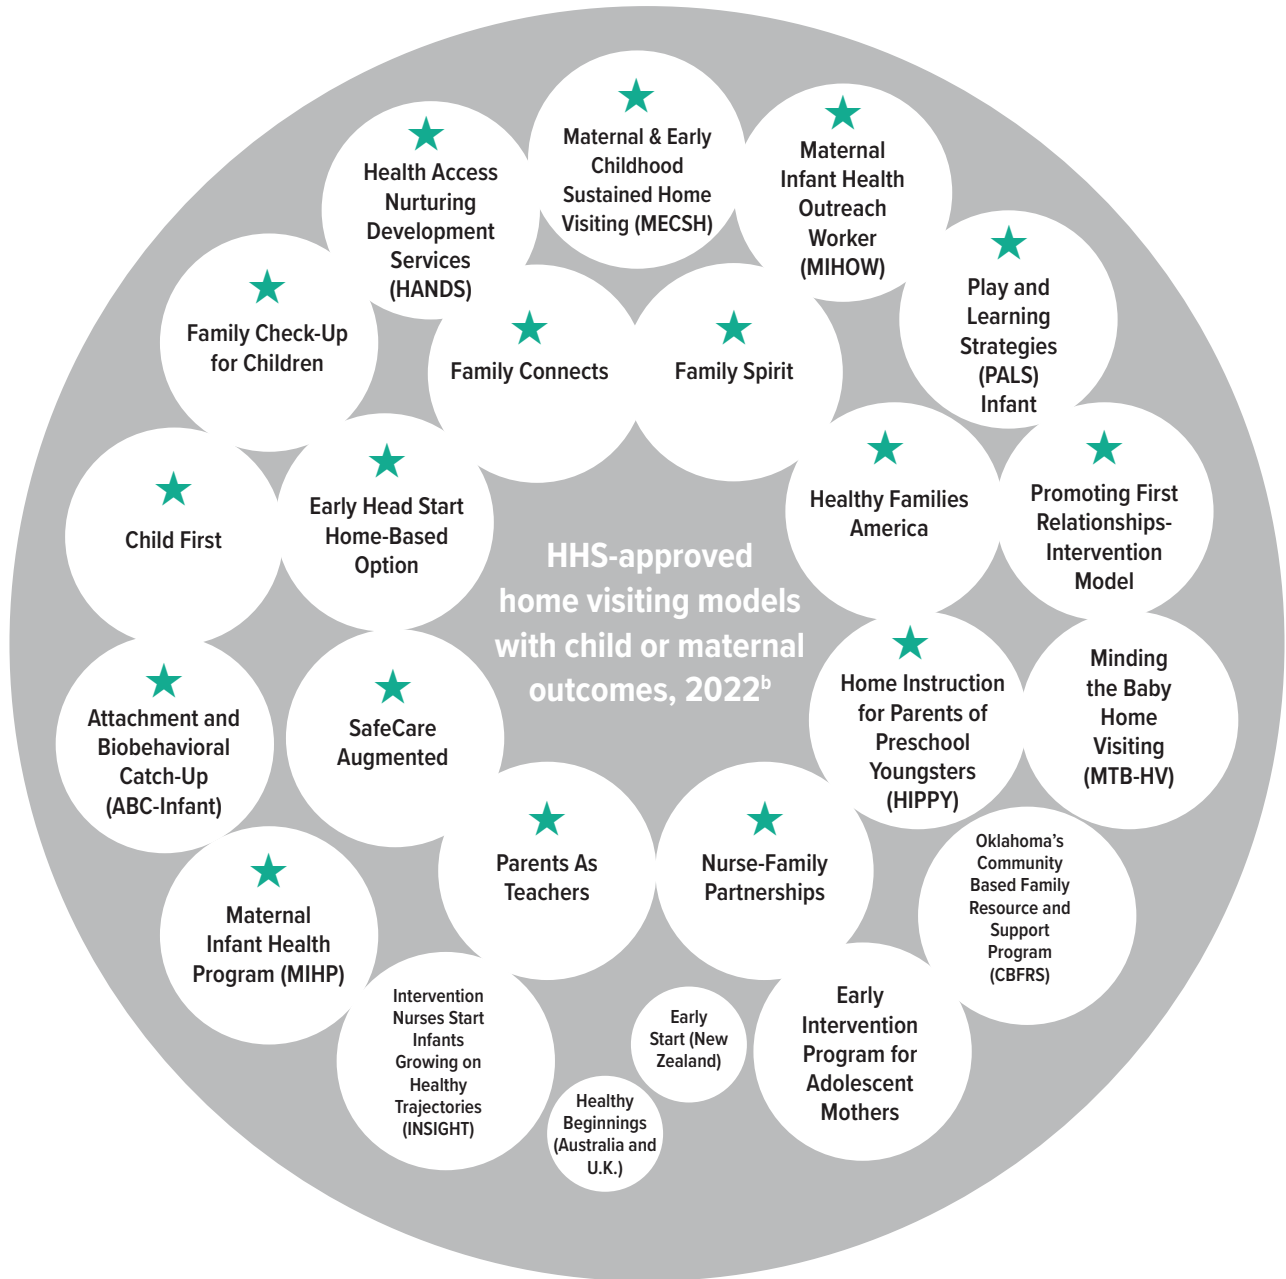 Maternal & Early
Childhood
Sustained Home
Visiting (MECSH)
Maternal
Infant Health
Outreach
Worker
(MIHOW)
Health Access
Nurturing
Development
Services
(HANDS)
Play and
Learning
Strategies
(PALS)
Infant
Family Check-Up
for Children
Family Connects
Family Spirit
Child First
Early Head Start
Home-Based
Option
Healthy Families
America
Promoting First
Relationships-
Intervention
Model
HHS-approved
home visiting models
with child or maternal
outcomes, 2022b
Attachment and
Biobehavioral
Catch-Up
(ABC-Infant)
SafeCare
Augmented
Home Instruction
for Parents of
Preschool
Youngsters
(HIPPY)
Minding
the Baby
Home
Visiting
(MTB-HV)
Parents As
Teachers
Nurse-Family
Partnerships
Oklahoma’s
Community
Based Family
Resource and
Support
Program
(CBFRS)
Maternal
Infant Health
Program (MIHP)
Intervention
Nurses Start
Infants
Growing on
Healthy
Trajectories
(INSIGHT)
Early
Start (New
Zealand)
Healthy
Beginnings
(Australia and
U.K.)
Early
Intervention
Program for
Adolescent
Mothers